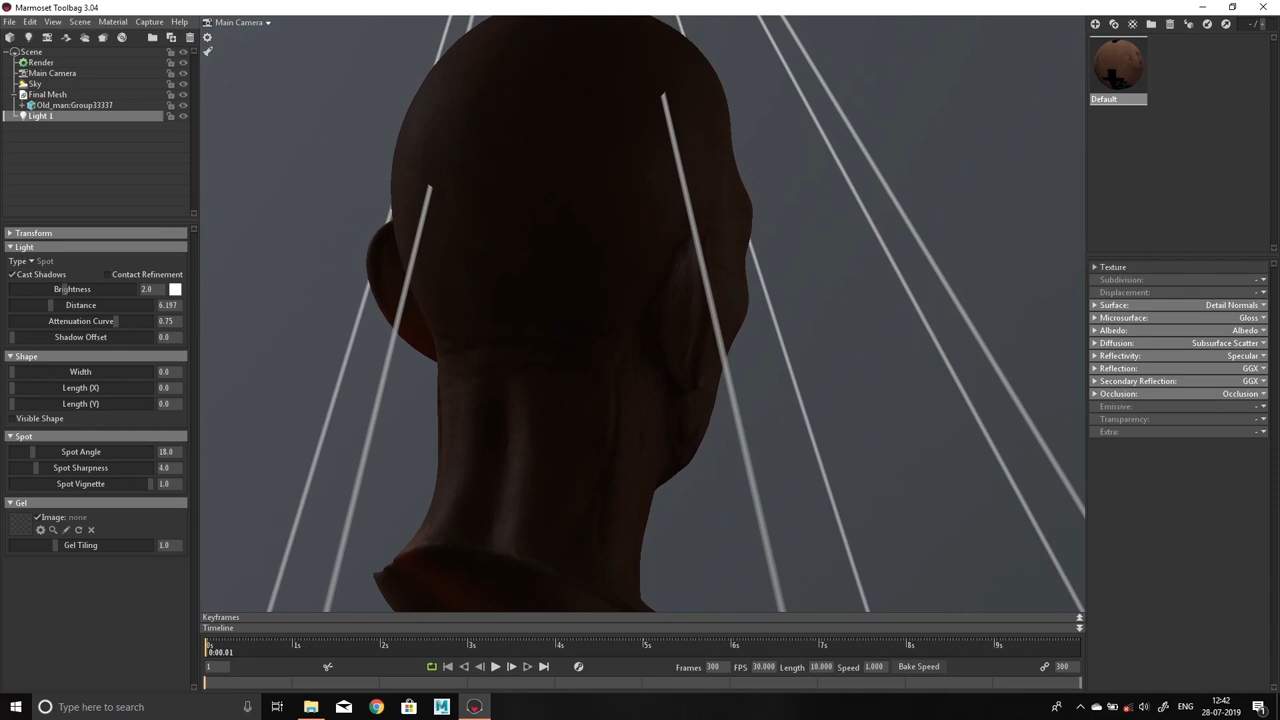 Marmoset Toolbag 3.04
File Edit View Scene Material Capture Help
Main Camera
Scene
Render
Main Camera
Sky
Final Mesh
Old_man:Group33337
Light 1
Transform
Light
Type Spot
Cast Shadows Contact Refinement
Brightness 2.0
Distance 6.197
Attenuation Curve 0.75
Shadow Offset 0.0
Shape
Width 0.0
Length (X) 0.0
Length (Y) 0.0
Visible Shape
Spot
Spot Angle 18.0
Spot Sharpness 4.0
Spot Vignette 1.0
Gel
Image: none
Gel Tiling 1.0
Default
Texture
Subdivision: -
Displacement: -
Surface: Detail Normals
Microsurface: Gloss
Albedo: Albedo
Diffusion: Subsurface Scatter
Reflectivity: Specular
Reflection: GGX
Secondary Reflection: GGX
Occlusion: Occlusion
Emissive: -
Transparency: -
Extra: -
Keyframes
Timeline
0s 1s 2s 3s 4s 5s 6s 7s 8s 9s
0:00.01
1 Frames 300 FPS 30.000 Length 10.000 Speed 1.000 Bake Speed 300
Type here to search
ENG
12:42
28-07-2019